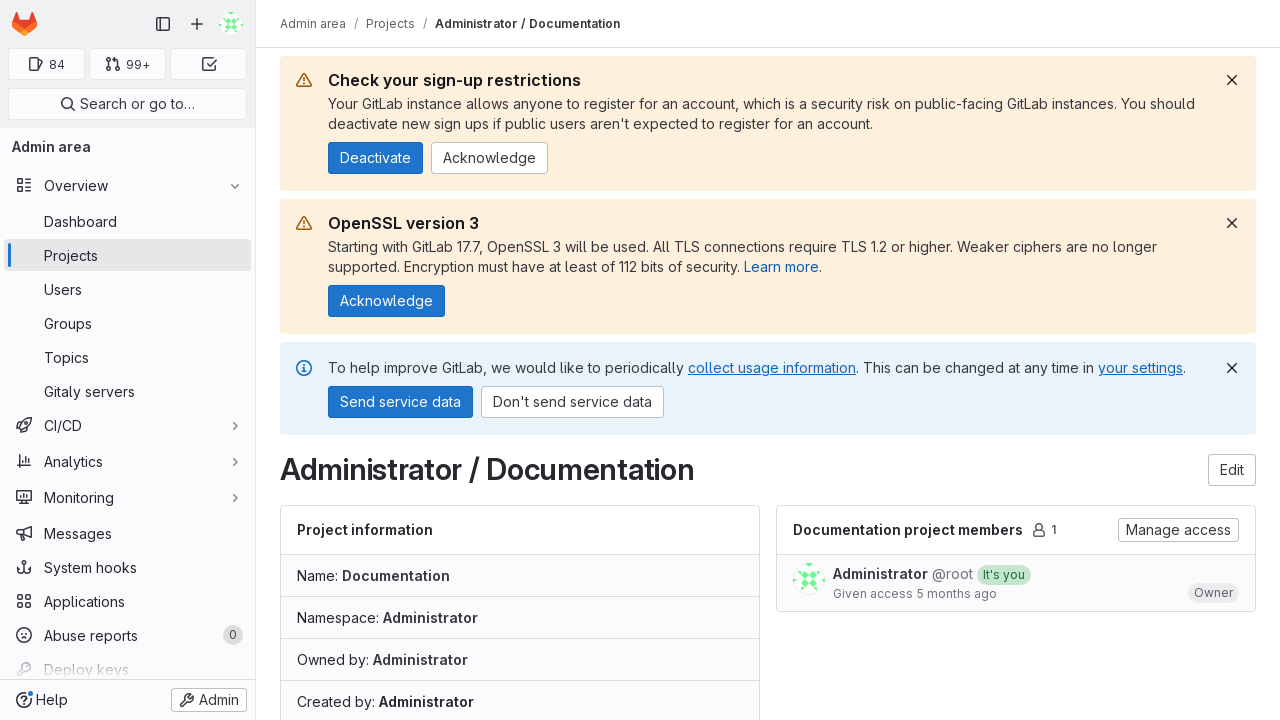 Admin area / Projects / Administrator / Documentation
84
99+
Search or go to…
Admin area
Overview
Dashboard
Projects
Users
Groups
Topics
Gitaly servers
CI/CD
Analytics
Monitoring
Messages
System hooks
Applications
Abuse reports 0
Deploy keys
Help
Admin
Check your sign-up restrictions
Your GitLab instance allows anyone to register for an account, which is a security risk on public-facing GitLab instances. You should
deactivate new sign ups if public users aren't expected to register for an account.
Deactivate Acknowledge
OpenSSL version 3
Starting with GitLab 17.7, OpenSSL 3 will be used. All TLS connections require TLS 1.2 or higher. Weaker ciphers are no longer
supported. Encryption must have at least of 112 bits of security. Learn more.
Acknowledge
To help improve GitLab, we would like to periodically collect usage information. This can be changed at any time in your settings.
Send service data Don't send service data
Administrator / Documentation
Edit
Project information
Name: Documentation
Namespace: Administrator
Owned by: Administrator
Created by: Administrator
Documentation project members 1
Manage access
Administrator @root It's you
Given access 5 months ago
Owner